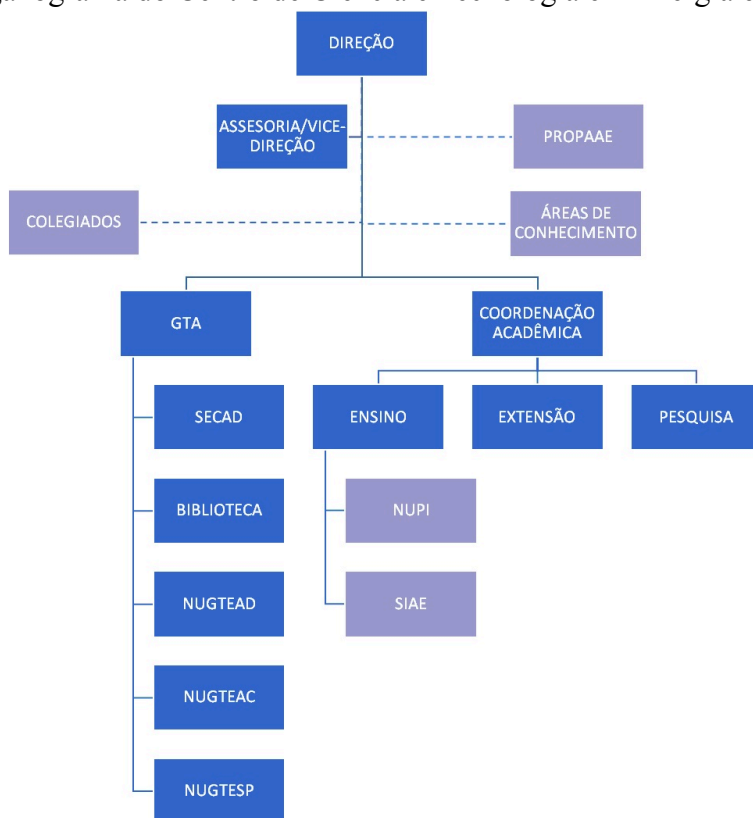 DIREÇÃO
ASSESSORIA/VICE-
DIREÇÃO
PROPAAE
COLEGIADOS
ÁREAS DE
CONHECIMENTO
GTA
COORDENAÇÃO
ACADÊMICA
SECAD
ENSINO
EXTENSÃO
PESQUISA
BIBLIOTECA
NUPI
NUGTEAD
SIAE
NUGTEAC
NUGTESP